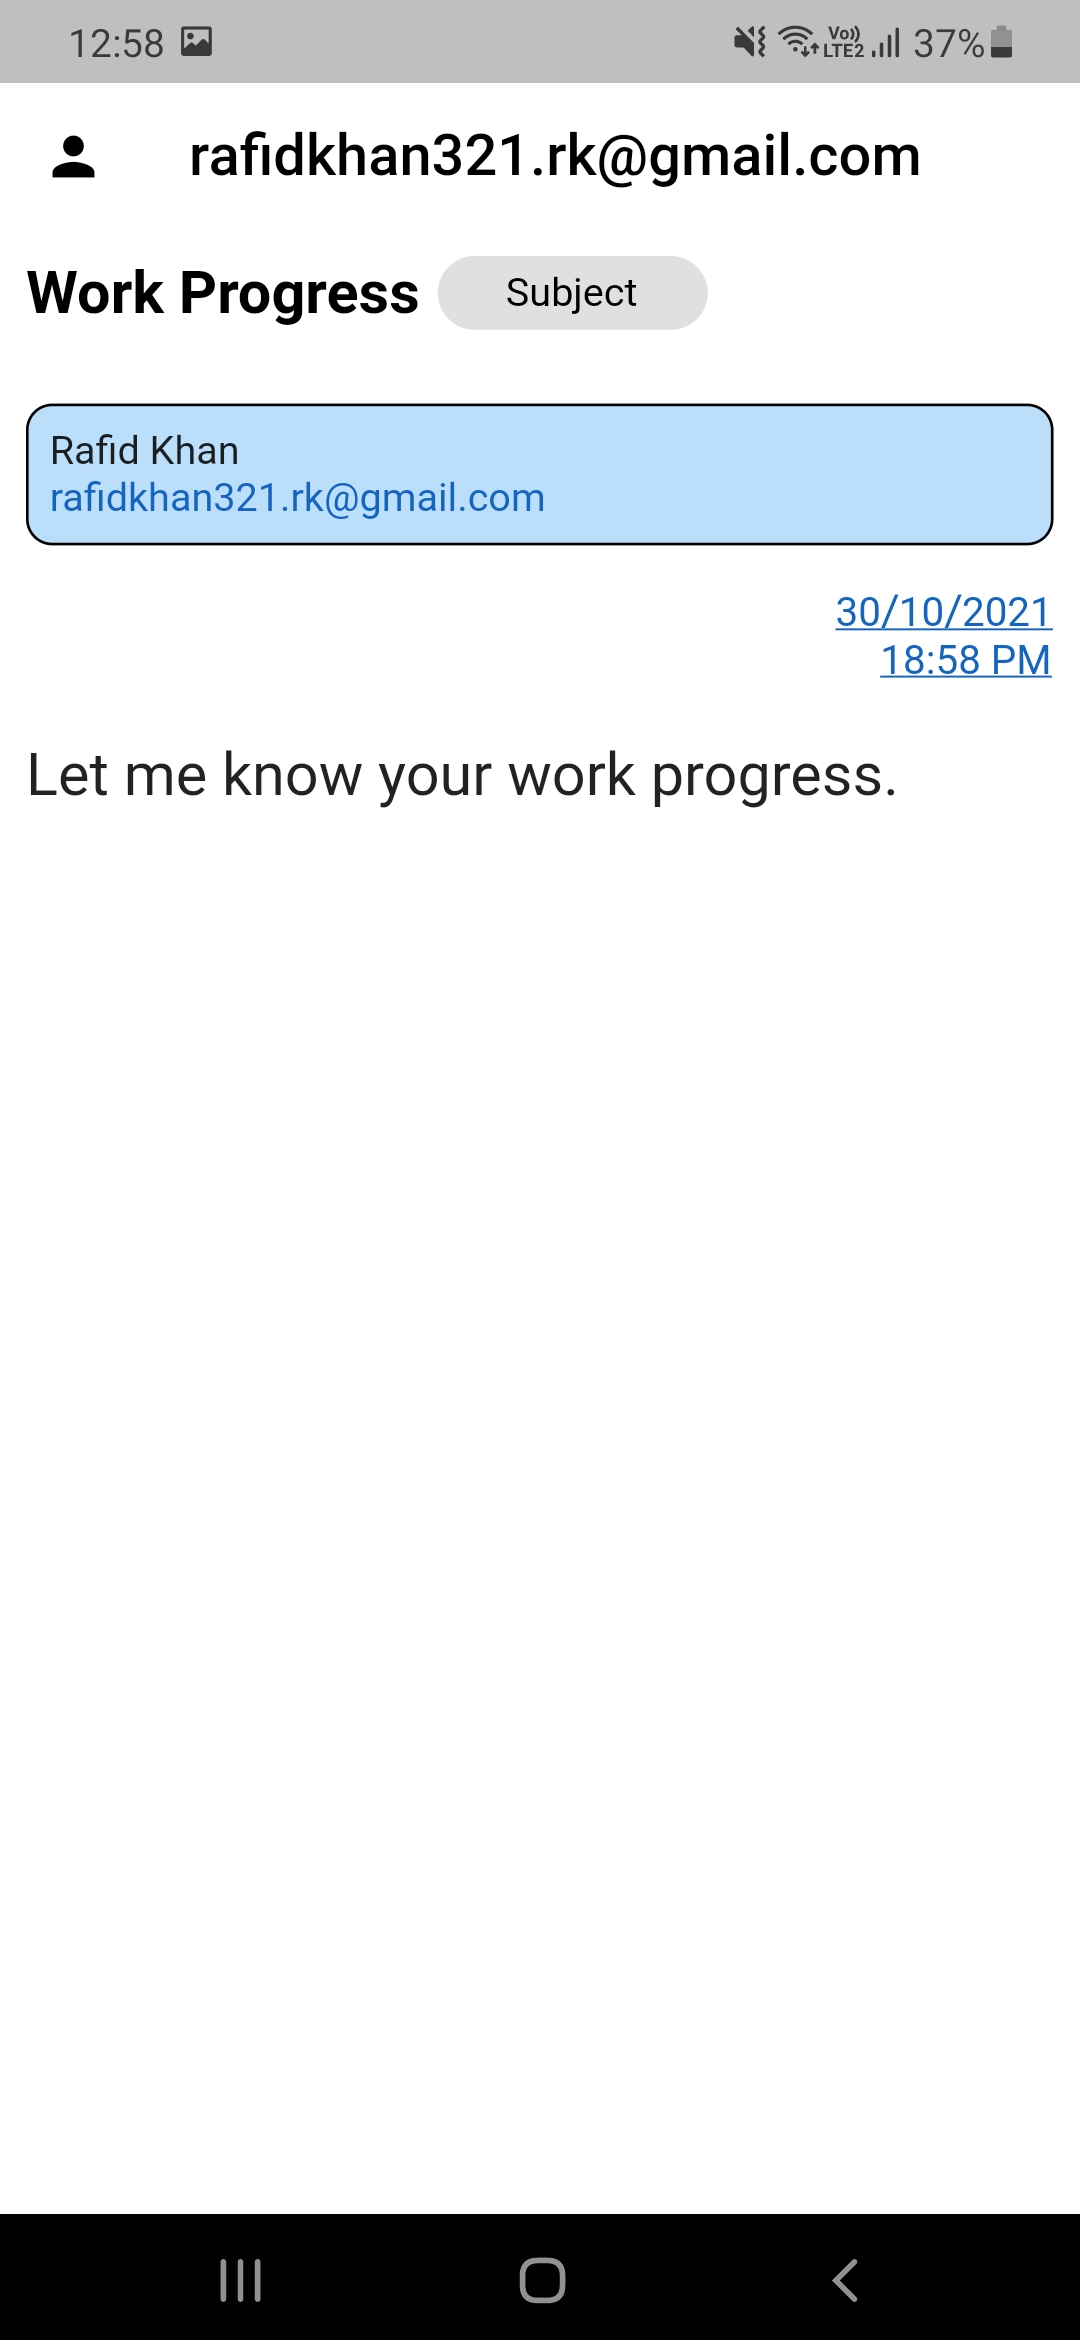 12:58 Vo)) LTE2 37%
rafidkhan321.rk@gmail.com
Work Progress Subject
Rafid Khan
rafidkhan321.rk@gmail.com
30/10/2021
18:58 PM
Let me know your work progress.